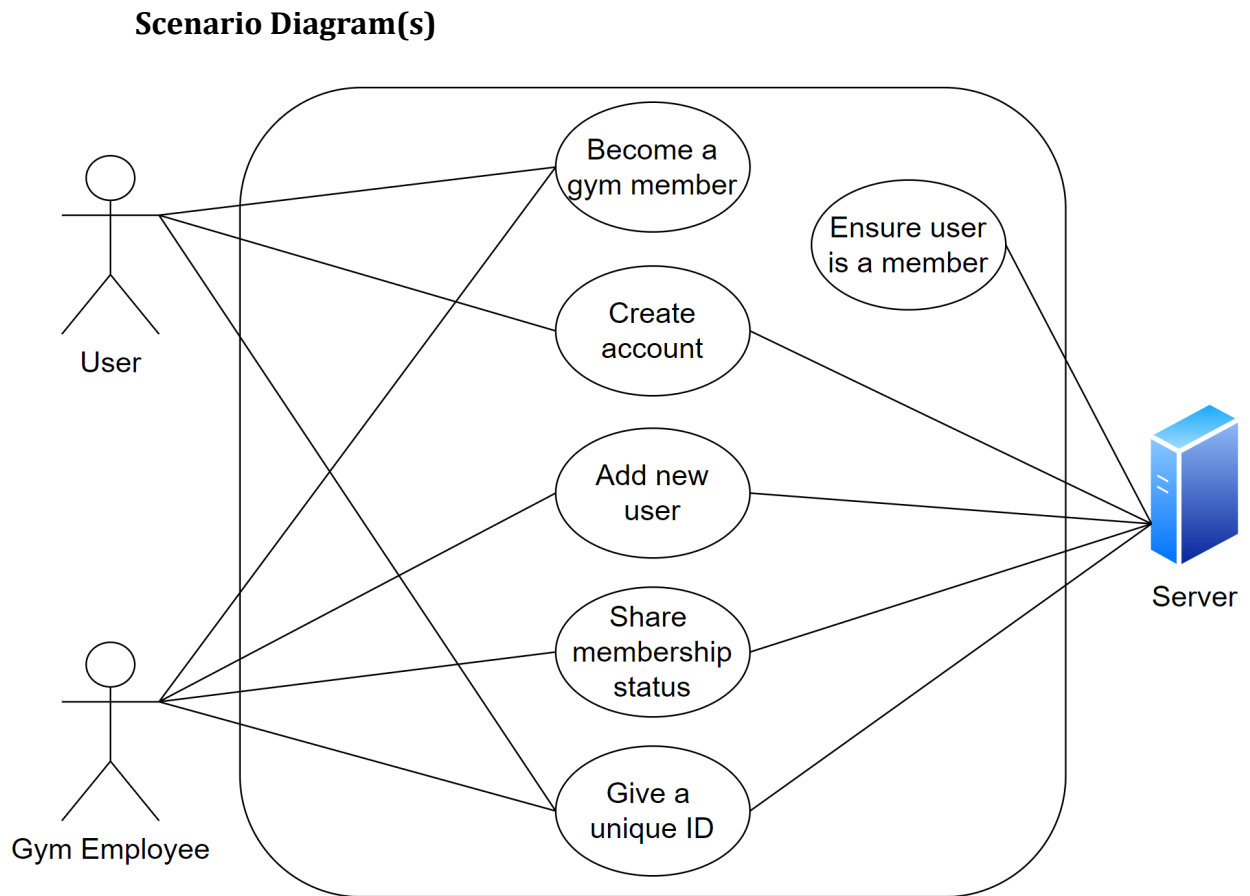 Scenario Diagram(s)
Become a
gym member
Ensure user
is a member
User
Create
account
Add new
user
Server
Share
membership
status
Gym Employee
Give a
unique ID